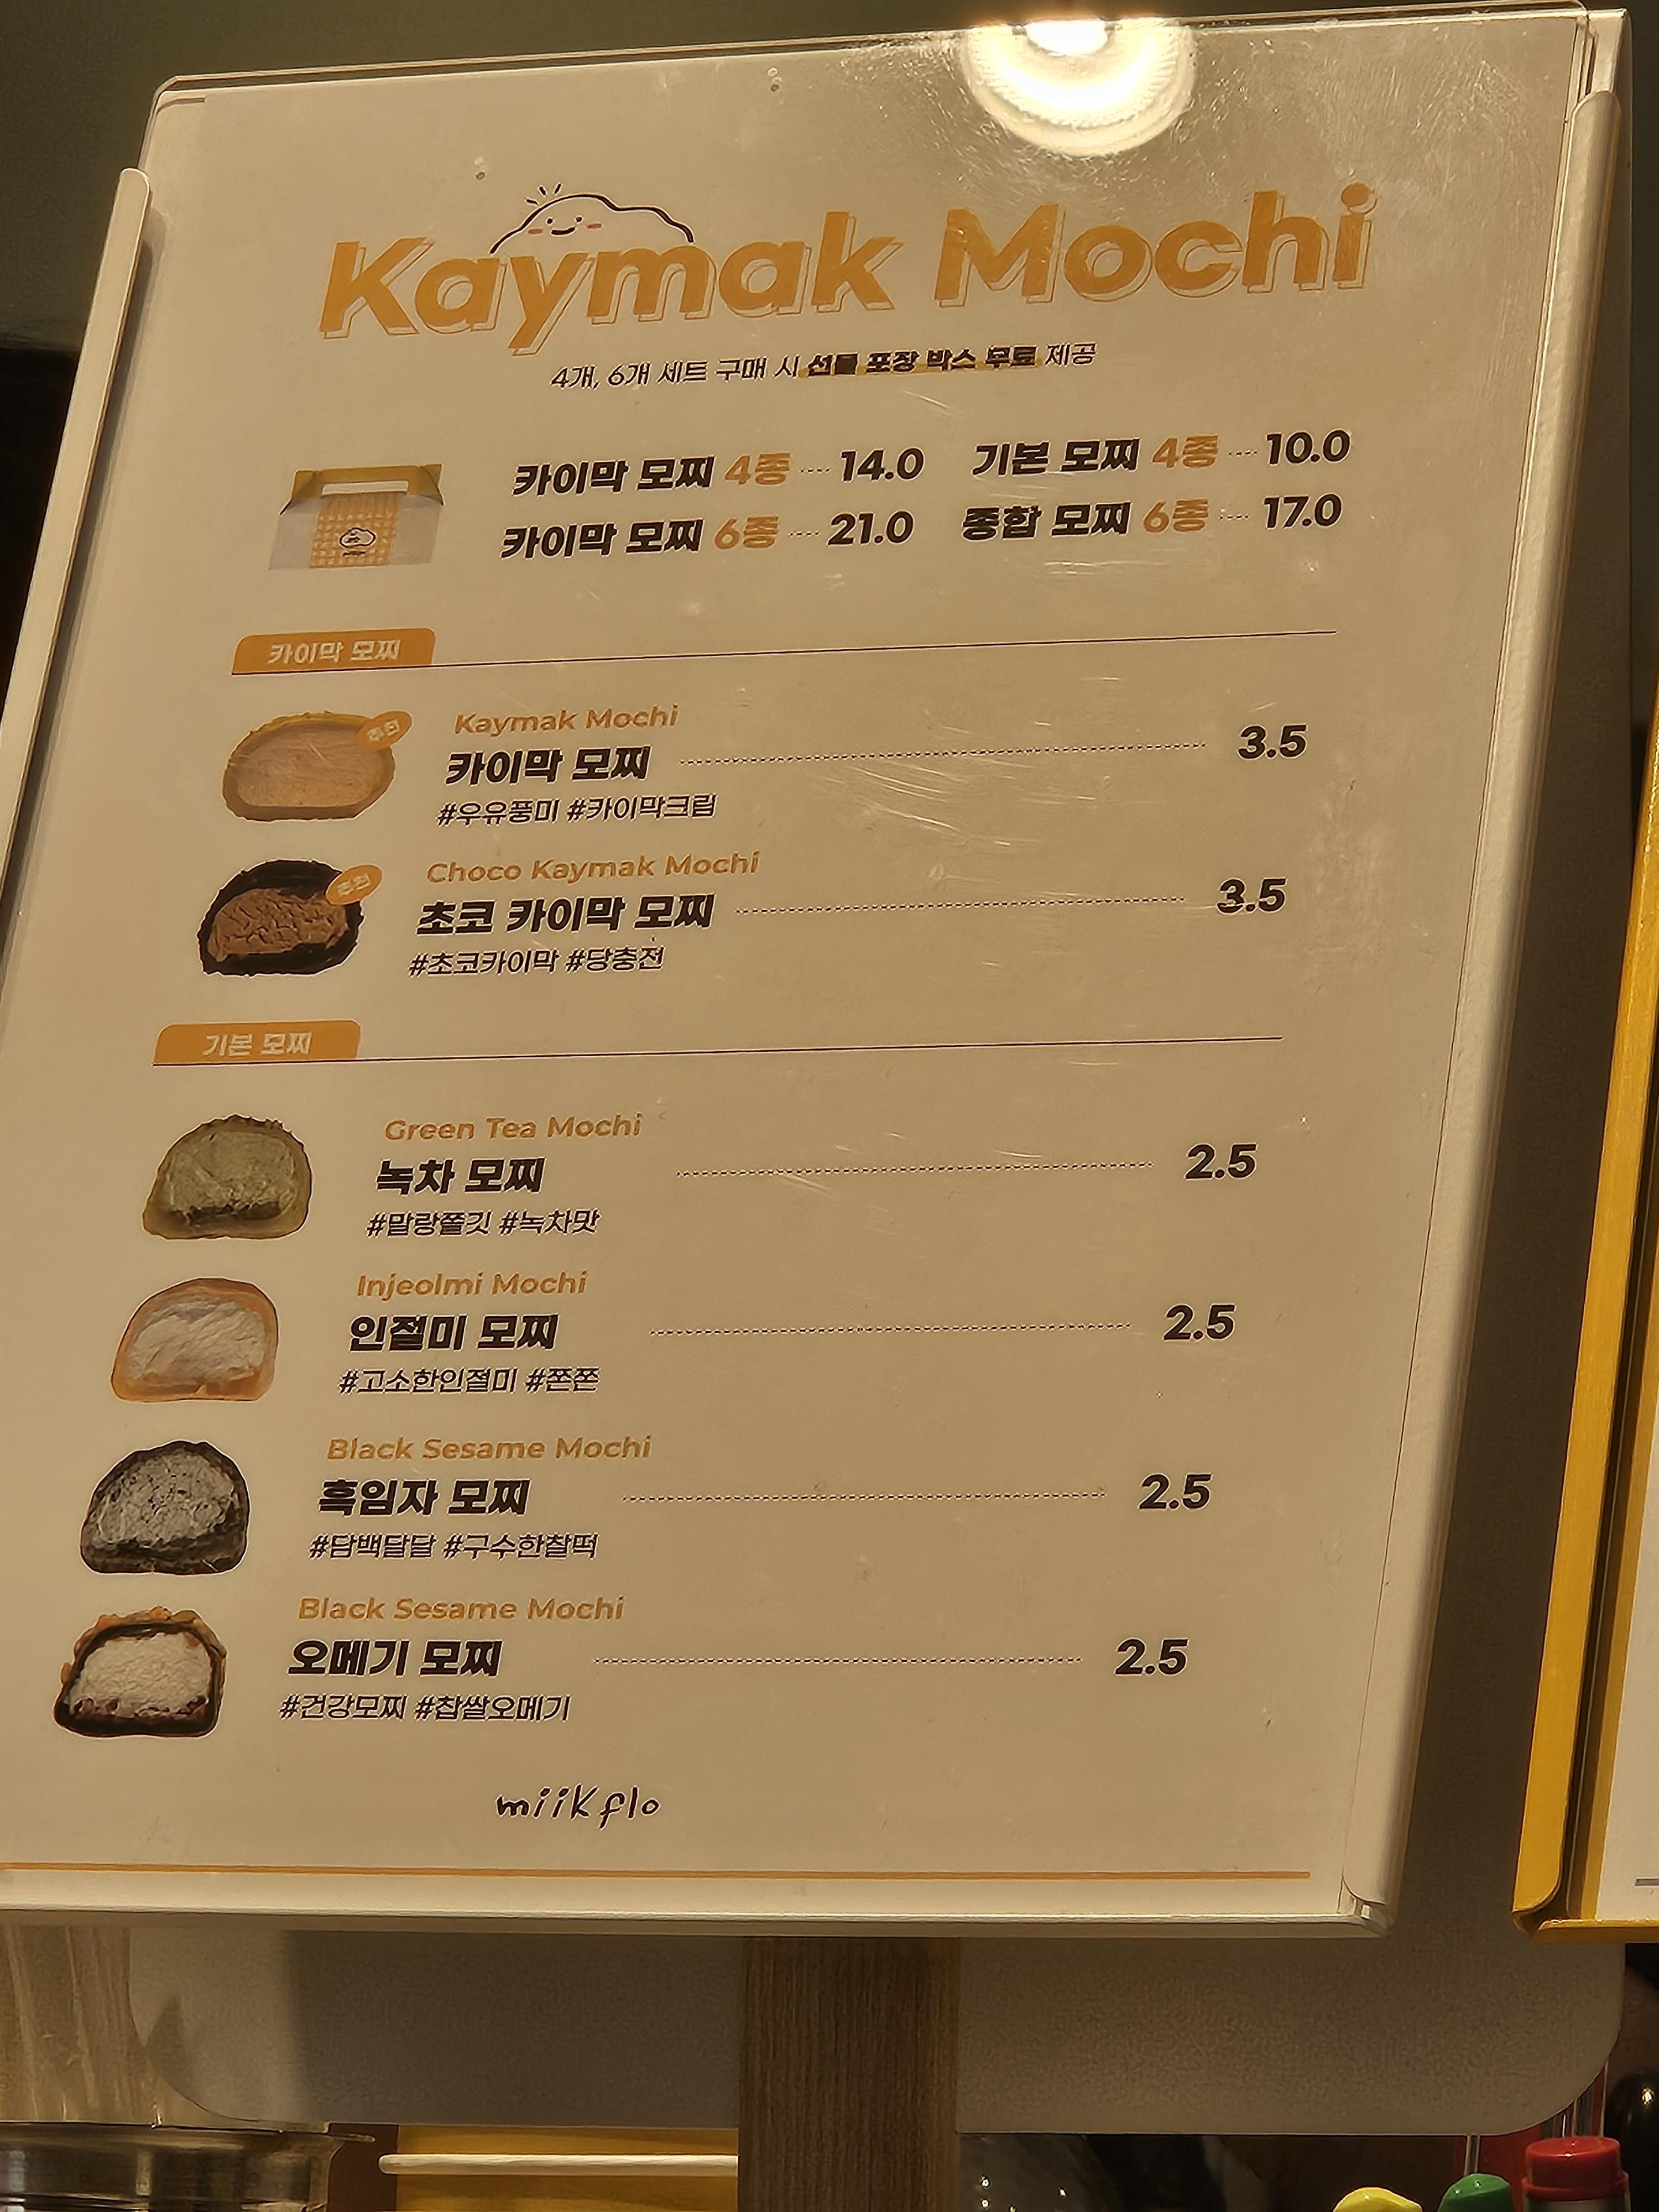 Kaymak Mochi
4개, 6개 세트 구매 시 선물 포장 박스 무료 제공
카이막 모찌 4종 ---- 14.0
기본 모찌 4종 ---- 10.0
카이막 모찌 6종 ---- 21.0
종합 모찌 6종 ---- 17.0
카이막 모찌
추천
Kaymak Mochi
카이막 모찌 3.5
#우유풍미 #카이막크림
추천
Choco Kaymak Mochi
초코 카이막 모찌 3.5
#초코카이막 #당충전
기본 모찌
Green Tea Mochi
녹차 모찌 2.5
#말랑쫄깃 #녹차맛
Injeolmi Mochi
인절미 모찌 2.5
#고소한인절미 #쫀쫀
Black Sesame Mochi
흑임자 모찌 2.5
#담백달달 #구수한찰떡
Black Sesame Mochi
오메기 모찌 2.5
#건강모찌 #찹쌀오메기
miikflo